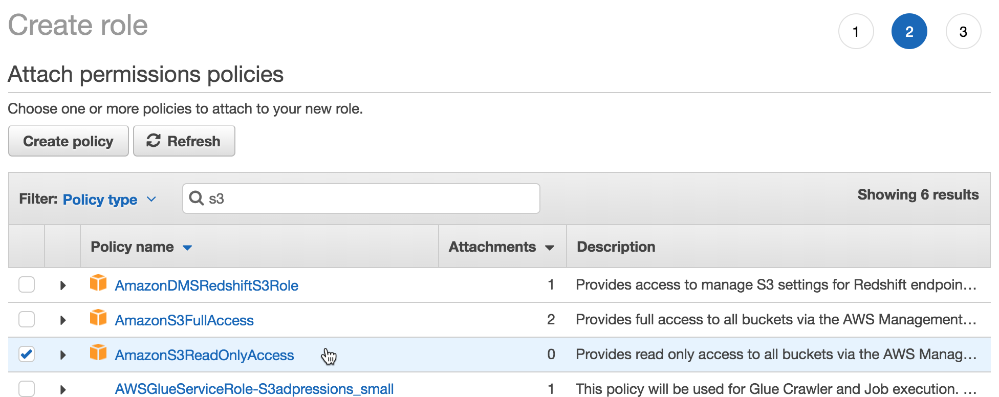 Create role
1 2 3
Attach permissions policies
Choose one or more policies to attach to your new role.
Create policy Refresh
Filter: Policy type s3 Showing 6 results
Policy name Attachments Description
AmazonDMSRedshiftS3Role 1 Provides access to manage S3 settings for Redshift endpoin...
AmazonS3FullAccess 2 Provides full access to all buckets via the AWS Management...
AmazonS3ReadOnlyAccess 0 Provides read only access to all buckets via the AWS Manag...
AWSGlueServiceRole-S3adpressions_small 1 This policy will be used for Glue Crawler and Job execution. ...